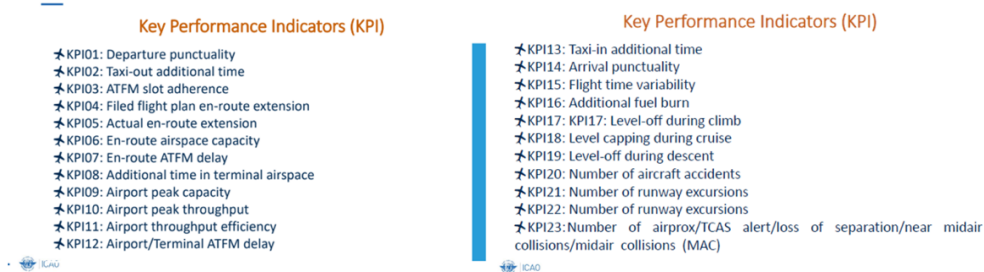 Key Performance Indicators (KPI)
KPI01: Departure punctuality
KPI02: Taxi-out additional time
KPI03: ATFM slot adherence
KPI04: Filed flight plan en-route extension
KPI05: Actual en-route extension
KPI06: En-route airspace capacity
KPI07: En-route ATFM delay
KPI08: Additional time in terminal airspace
KPI09: Airport peak capacity
KPI10: Airport peak throughput
KPI11: Airport throughput efficiency
KPI12: Airport/Terminal ATFM delay
ICAO
Key Performance Indicators (KPI)
KPI13: Taxi-in additional time
KPI14: Arrival punctuality
KPI15: Flight time variability
KPI16: Additional fuel burn
KPI17: KPI17: Level-off during climb
KPI18: Level capping during cruise
KPI19: Level-off during descent
KPI20: Number of aircraft accidents
KPI21: Number of runway excursions
KPI22: Number of runway excursions
KPI23:Number of airprox/TCAS alert/loss of separation/near midair
collisions/midair collisions (MAC)
ICAO